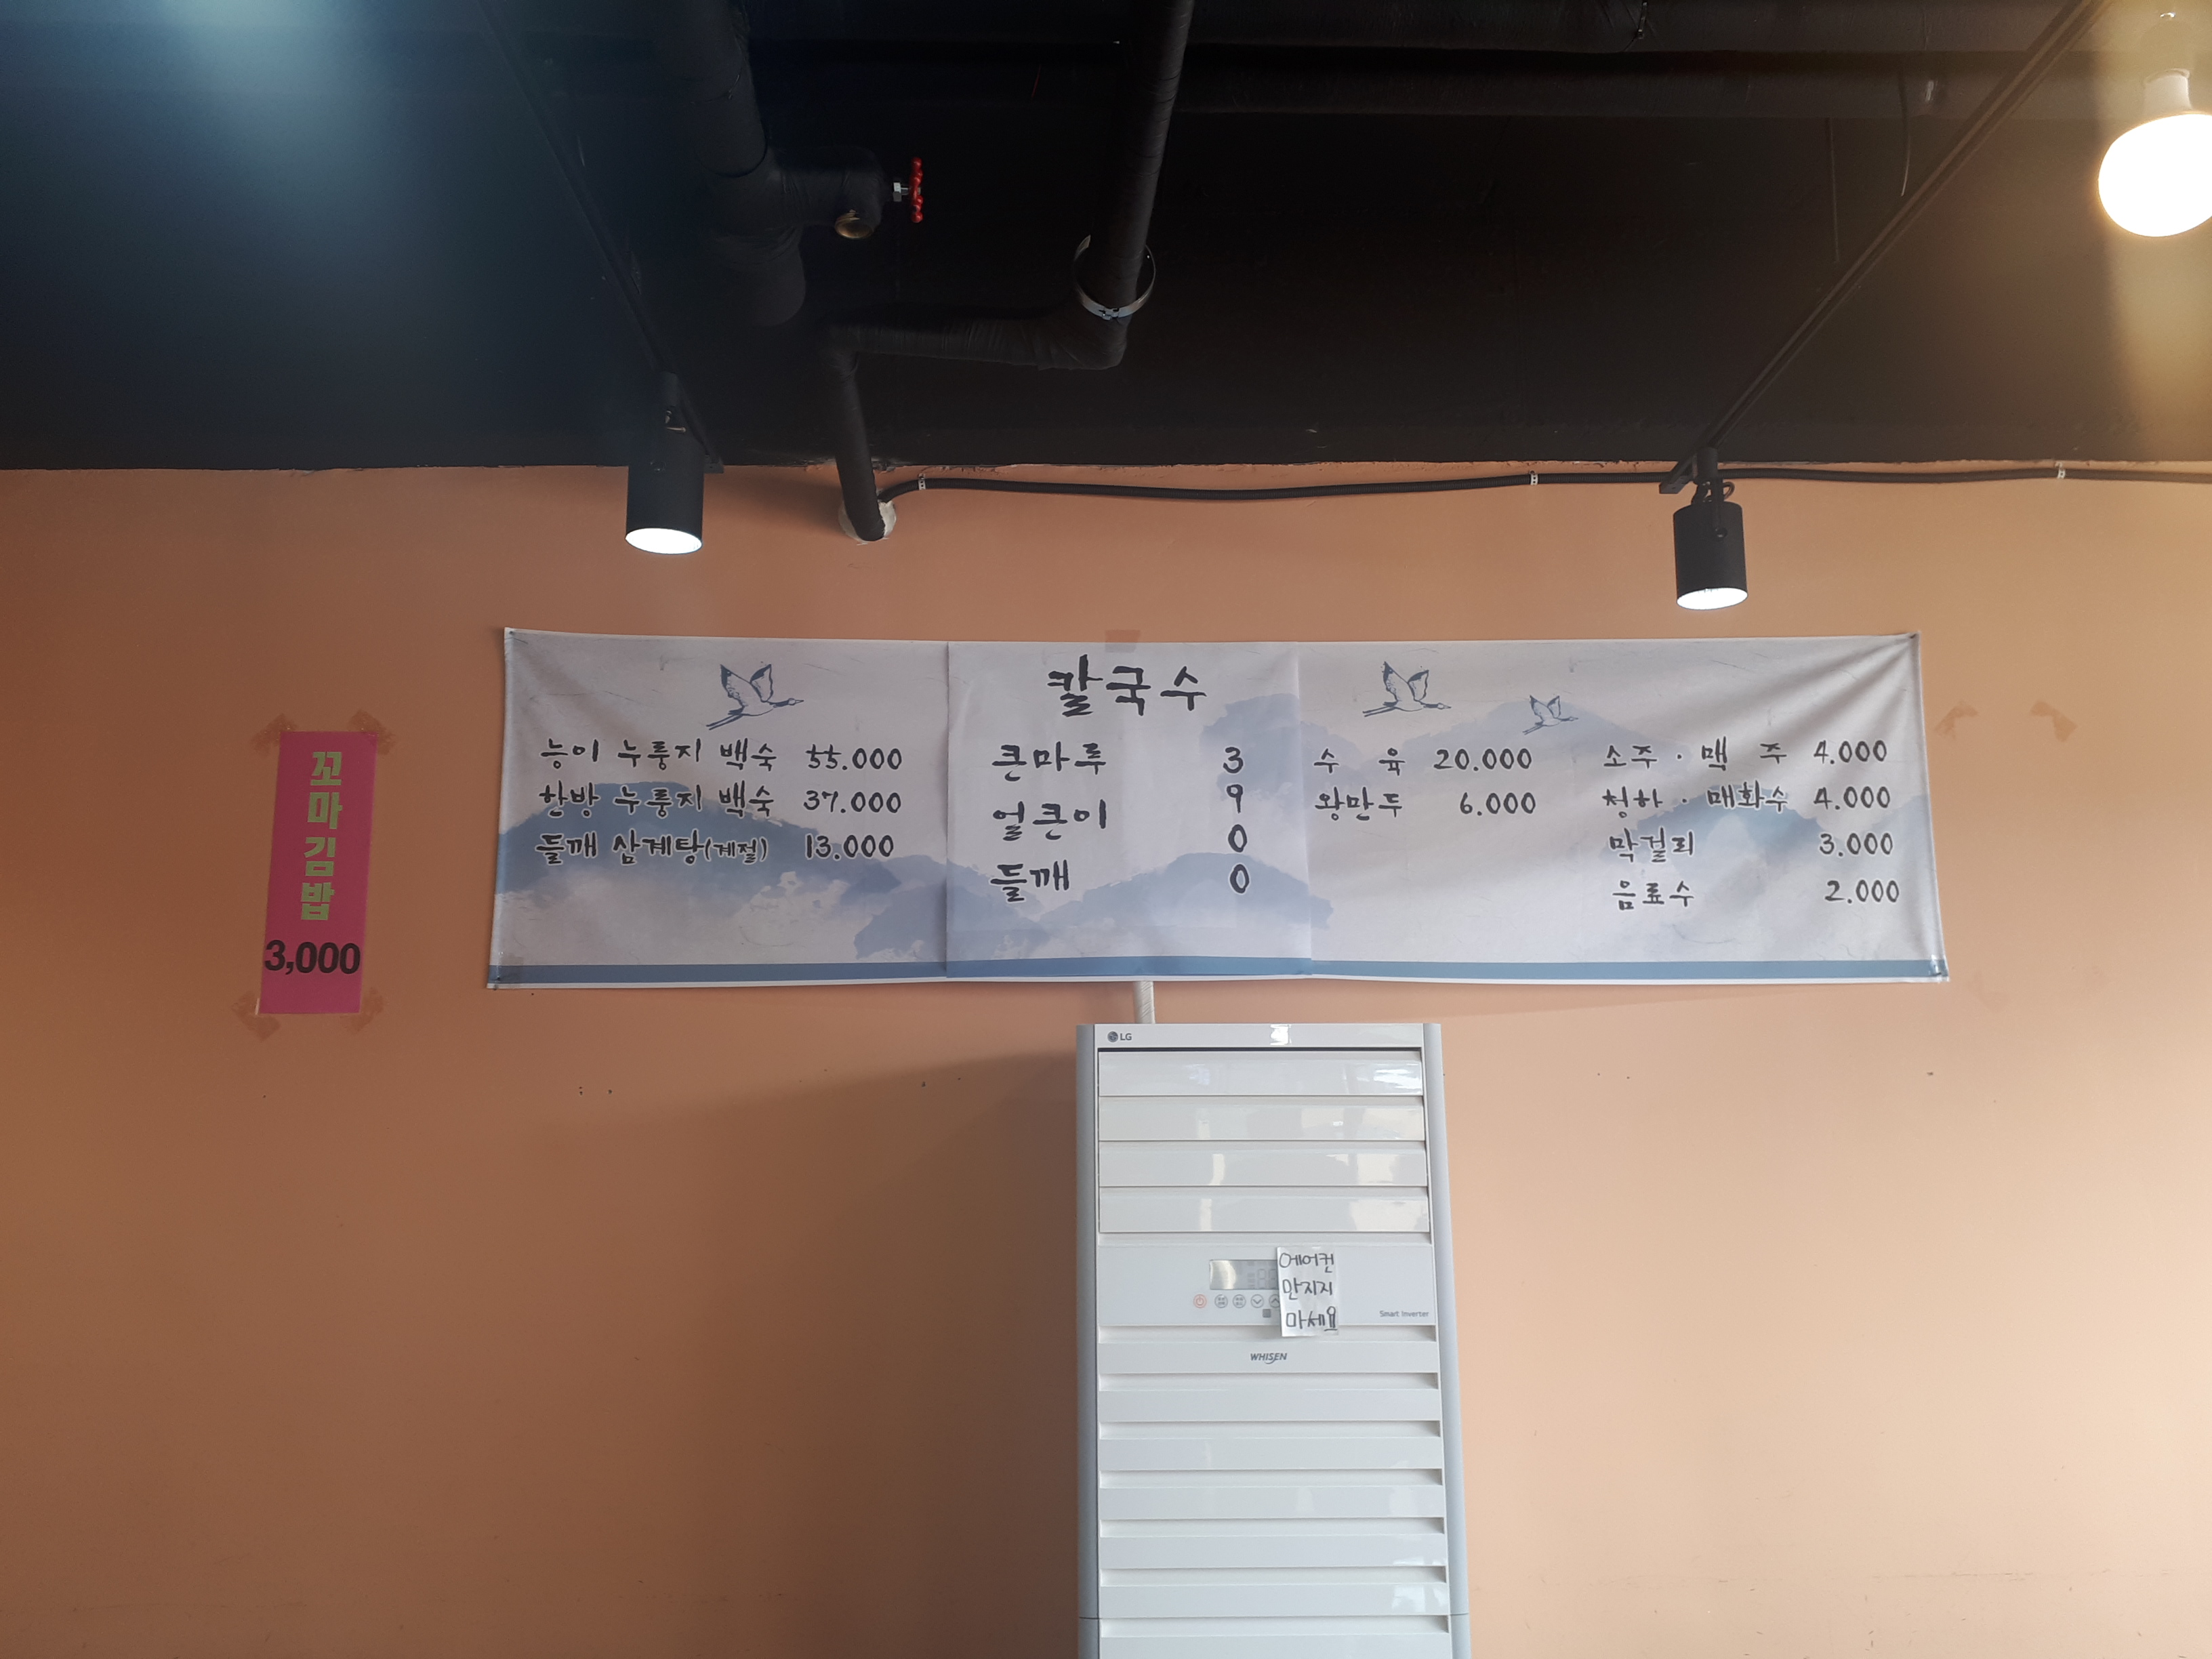 꼬마김밥
3,000
능이 누룽지 백숙 55.000
한방 누룽지 백숙 37.000
들깨 삼계탕(계절) 13.000
칼국수
큰마루
얼큰이
들깨
3900
수 육 20.000
왕만두 6.000
소주 · 맥 주 4.000
청하 · 매화수 4.000
막걸리 3.000
음료수 2.000
LG
에어컨
만지지
마세요
Smart Inverter
WHISEN